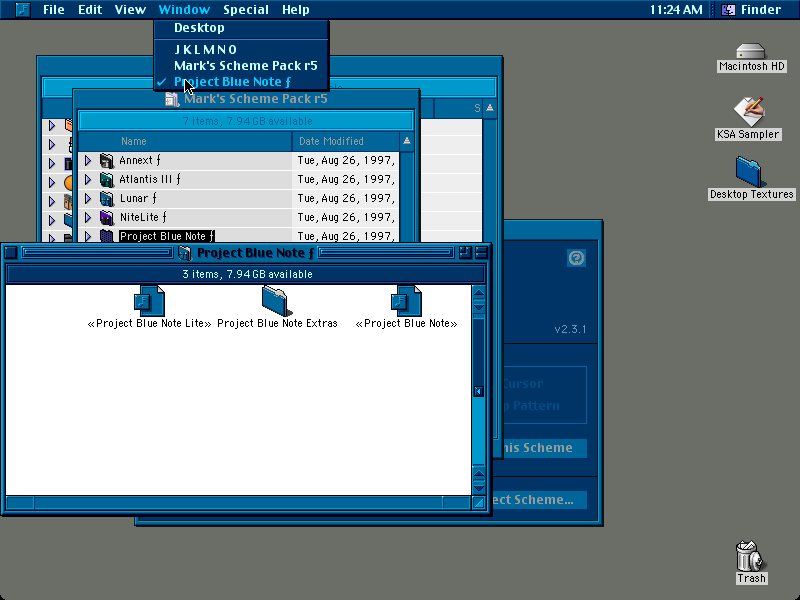 File Edit View Window Special Help 11:24 AM Finder
Desktop
J K L M N O
Mark's Scheme Pack r5
✓ Project Blue Note ƒ
Macintosh HD
KSA Sampler
Desktop Textures
Trash
Mark's Scheme Pack r5
7 items, 7.94 GB available
Name Date Modified
S
Annext ƒ Tue, Aug 26, 1997,
Atlantis III ƒ Tue, Aug 26, 1997,
Lunar ƒ Tue, Aug 26, 1997,
NiteLite ƒ Tue, Aug 26, 1997,
Project Blue Note ƒ Tue, Aug 26, 1997,
Project Blue Note ƒ
3 items, 7.94 GB available
«Project Blue Note Lite» Project Blue Note Extras «Project Blue Note»
v2.3.1
Cursor
p Pattern
his Scheme
ect Scheme...